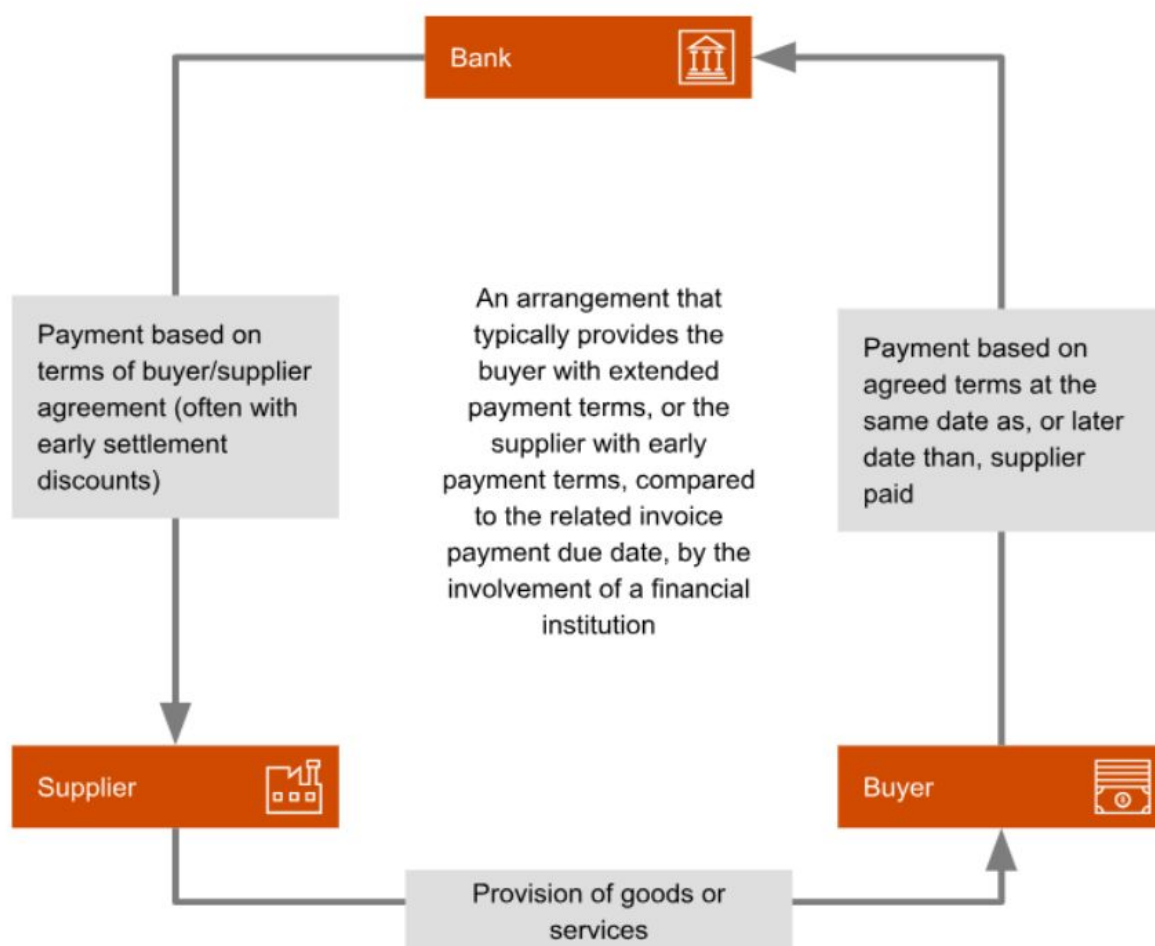 Bank
Payment based on
terms of buyer/supplier
agreement (often with
early settlement
discounts)
An arrangement that
typically provides the
buyer with extended
payment terms, or the
supplier with early
payment terms, compared
to the related invoice
payment due date, by the
involvement of a financial
institution
Payment based on
agreed terms at the
same date as, or later
date than, supplier
paid
Supplier
Buyer
Provision of goods or
services